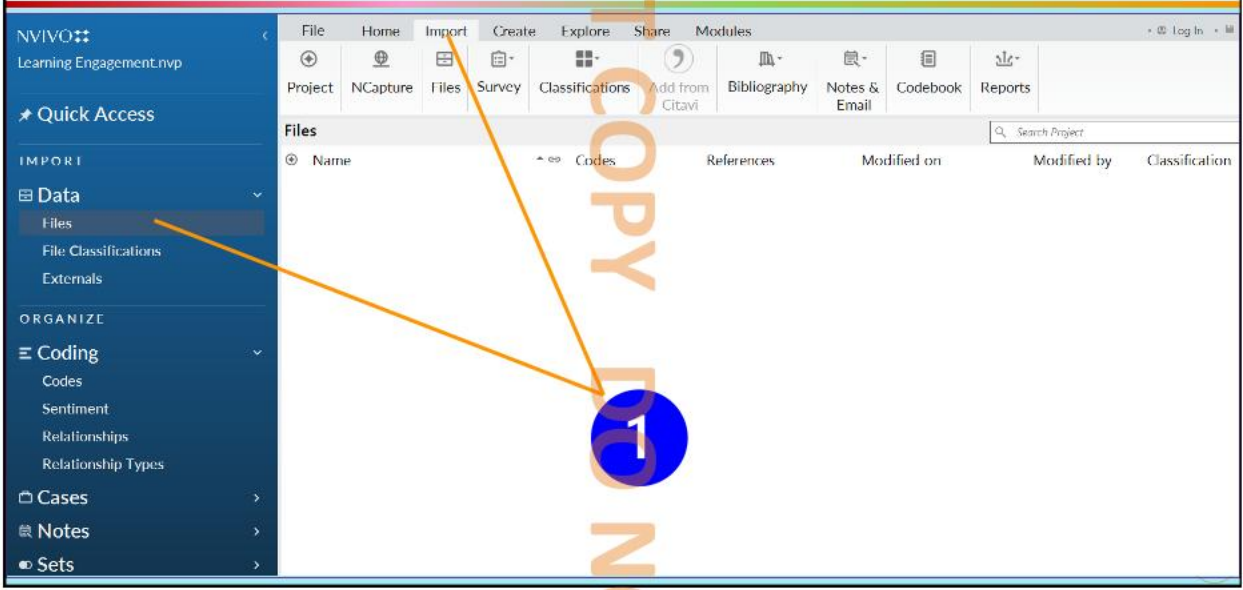 NVIVO
Learning Engagement.nvp
Quick Access
IMPORT
Data
Files
File Classifications
Externals
ORGANIZE
Coding
Codes
Sentiment
Relationships
Relationship Types
Cases
Notes
Sets
File Home Import Create Explore Share Modules Log In
Project NCapture Files Survey Classifications Add from Citavi Bibliography Notes & Email Codebook Reports
Files Search Project
Name Codes References Modified on Modified by Classification
1
T COPY DO NO